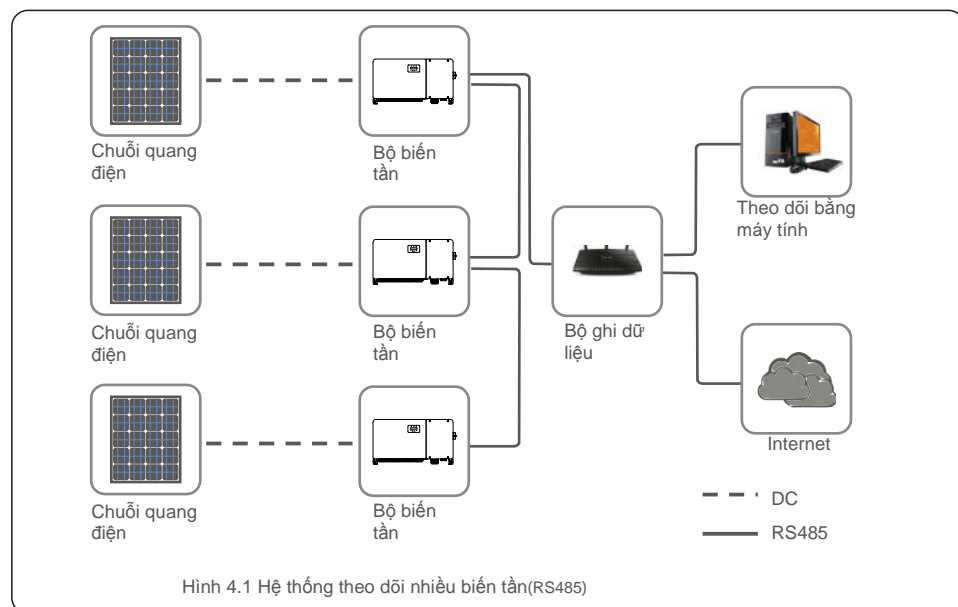 Chuỗi quang
điện
Bộ biến
tần
Chuỗi quang
điện
Bộ biến
tần
Chuỗi quang
điện
Bộ biến
tần
Bộ ghi dữ
liệu
Theo dõi bằng
máy tính
Internet
DC
RS485
Hình 4.1 Hệ thống theo dõi nhiều biến tần(RS485)